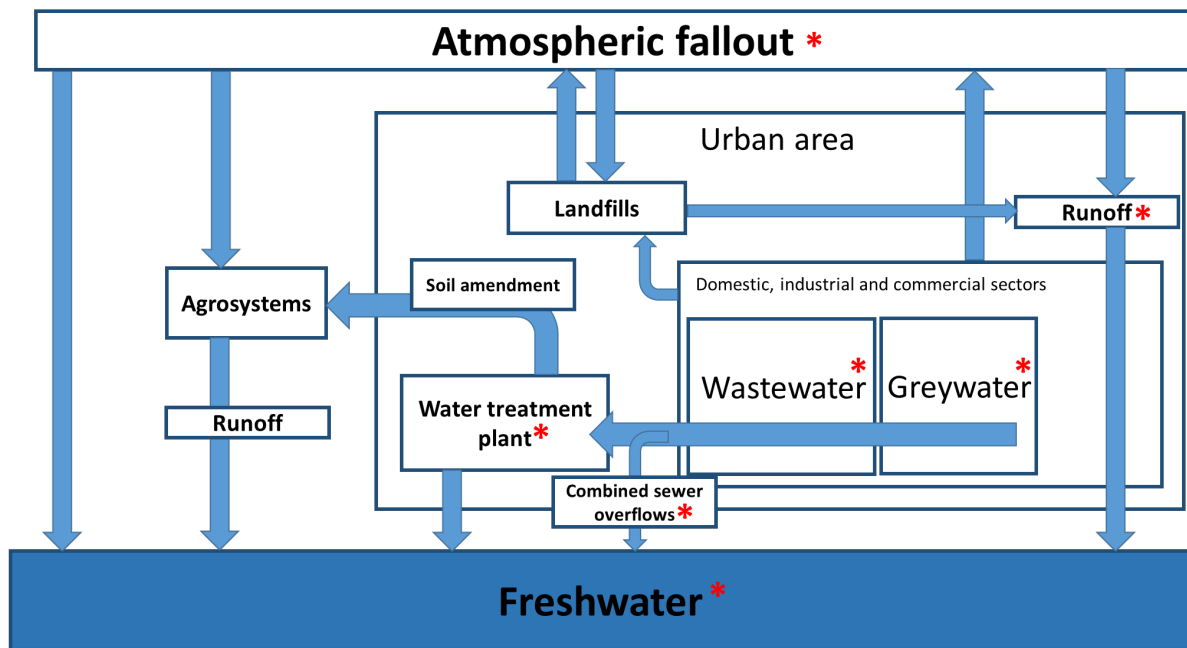 Atmospheric fallout *
Urban area
Landfills
Runoff*
Soil amendment
Domestic, industrial and commercial sectors
Agrosystems
Wastewater*
Greywater*
Water treatment
plant*
Runoff
Combined sewer
overflows*
Freshwater*